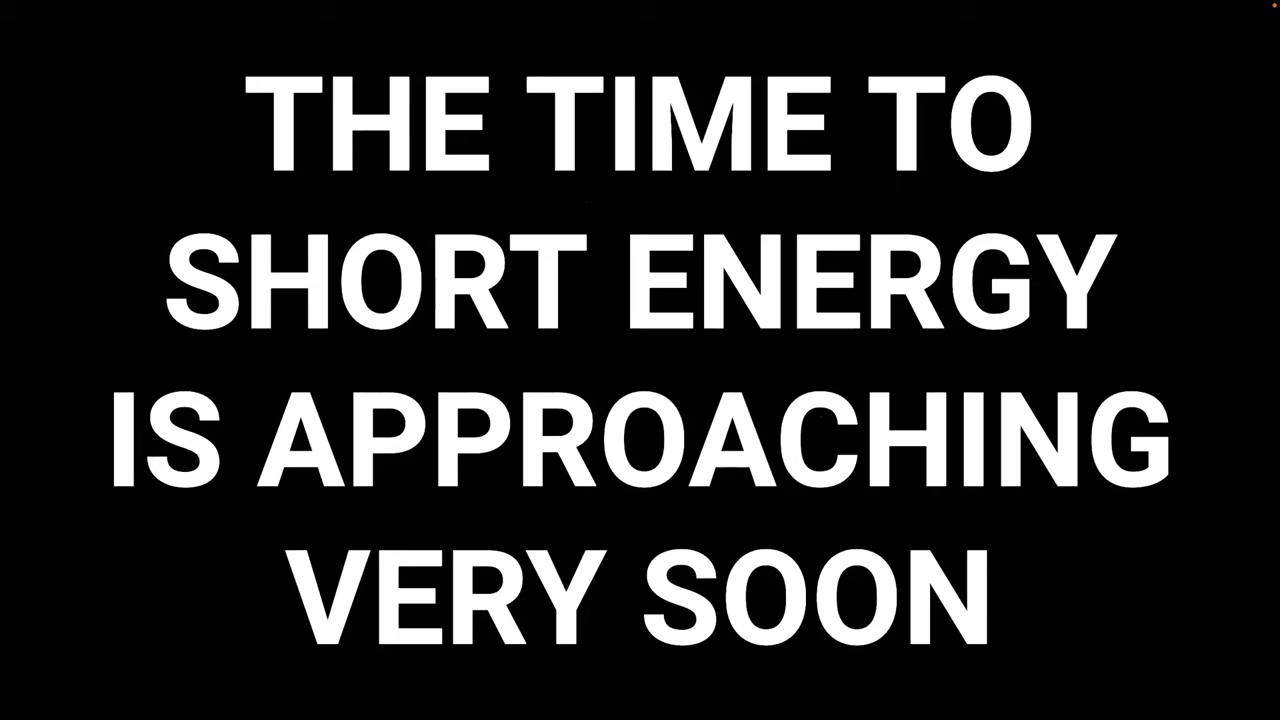 THE TIME TO
SHORT ENERGY
IS APPROACHING
VERY SOON